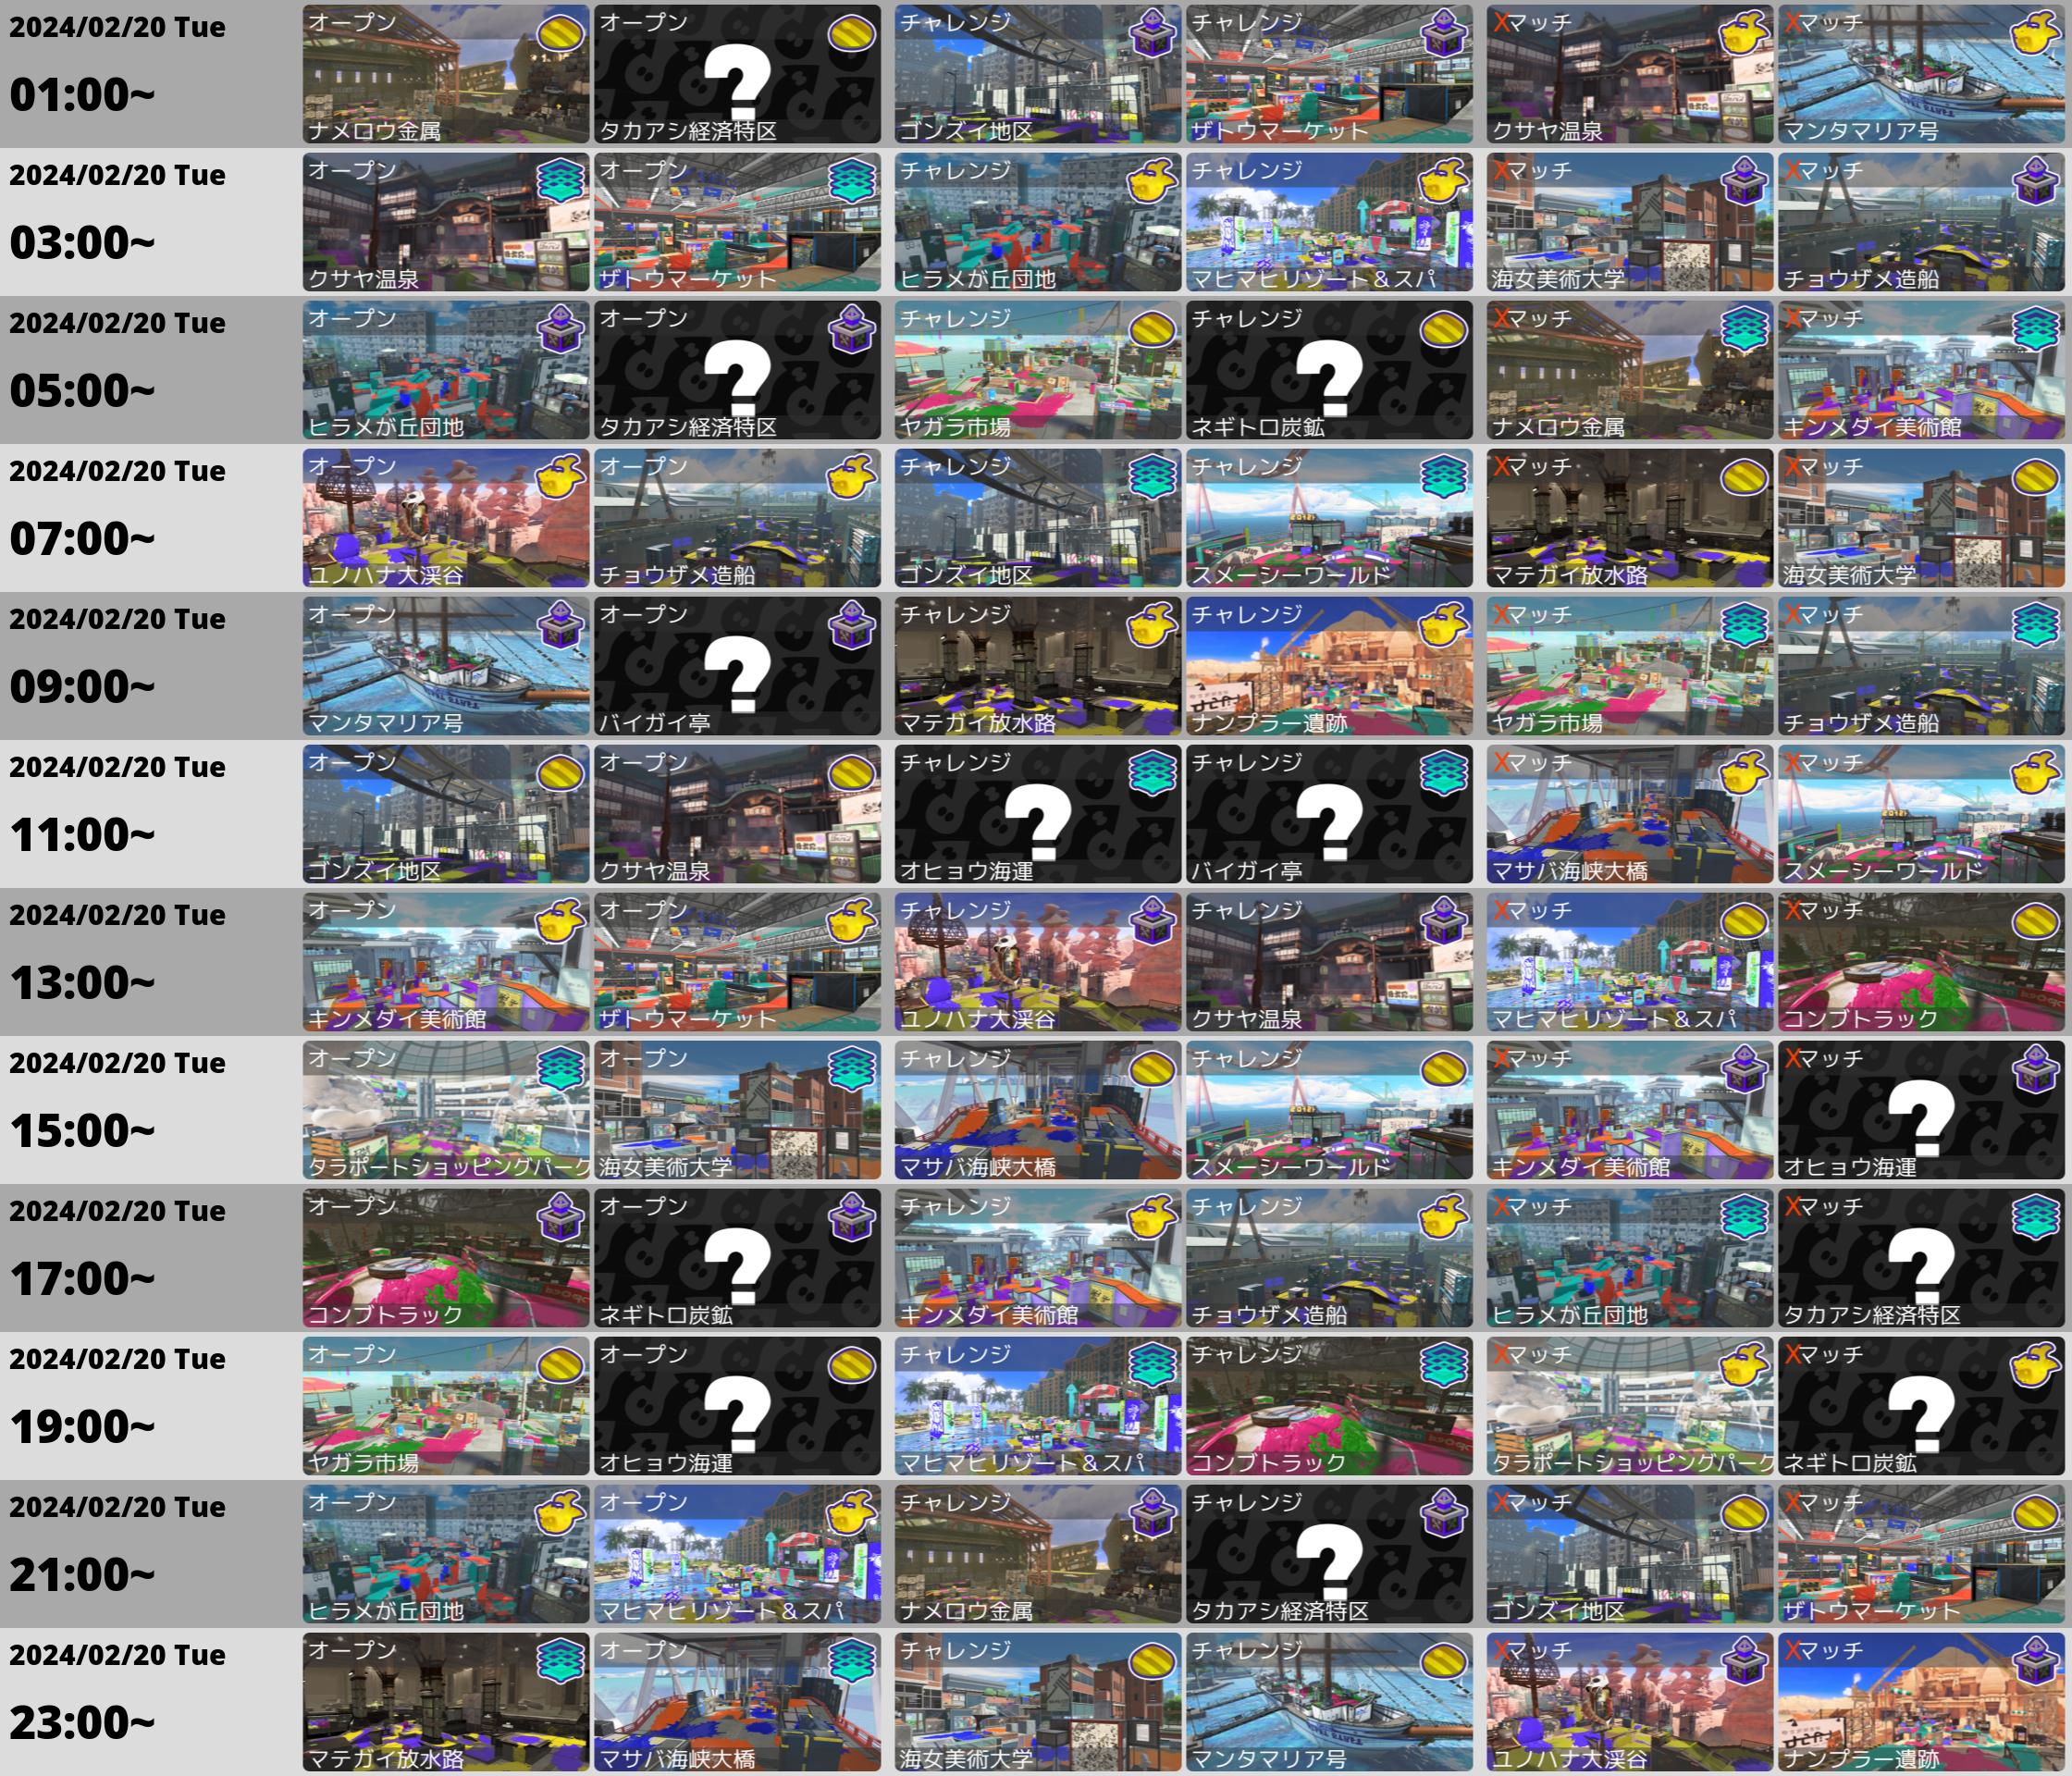 2024/02/20 Tue
01:00~
オープン オープン チャレンジ チャレンジ Xマッチ Xマッチ
ナメロウ金属 タカアシ経済特区 ゴンズイ地区 ザトウマーケット クサヤ温泉 マンタマリア号
2024/02/20 Tue
03:00~
オープン オープン チャレンジ チャレンジ Xマッチ Xマッチ
クサヤ温泉 ザトウマーケット ヒラメが丘団地 マヒマヒリゾート＆スパ 海女美術大学 チョウザメ造船
2024/02/20 Tue
05:00~
オープン オープン チャレンジ チャレンジ Xマッチ Xマッチ
ヒラメが丘団地 タカアシ経済特区 ヤガラ市場 ネギトロ炭鉱 ナメロウ金属 キンメダイ美術館
2024/02/20 Tue
07:00~
オープン オープン チャレンジ チャレンジ Xマッチ Xマッチ
ユノハナ大渓谷 チョウザメ造船 ゴンズイ地区 スメーシーワールド マテガイ放水路 海女美術大学
2024/02/20 Tue
09:00~
オープン オープン チャレンジ チャレンジ Xマッチ Xマッチ
マンタマリア号 バイガイ亭 マテガイ放水路 ナンプラー遺跡 ヤガラ市場 チョウザメ造船
2024/02/20 Tue
11:00~
オープン オープン チャレンジ チャレンジ Xマッチ Xマッチ
ゴンズイ地区 クサヤ温泉 オヒョウ海運 バイガイ亭 マサバ海峡大橋 スメーシーワールド
2024/02/20 Tue
13:00~
オープン オープン チャレンジ チャレンジ Xマッチ Xマッチ
キンメダイ美術館 ザトウマーケット ユノハナ大渓谷 クサヤ温泉 マヒマヒリゾート＆スパ コンブトラック
2024/02/20 Tue
15:00~
オープン オープン チャレンジ チャレンジ Xマッチ Xマッチ
タラポートショッピングパーク 海女美術大学 マサバ海峡大橋 スメーシーワールド キンメダイ美術館 オヒョウ海運
2024/02/20 Tue
17:00~
オープン オープン チャレンジ チャレンジ Xマッチ Xマッチ
コンブトラック ネギトロ炭鉱 キンメダイ美術館 チョウザメ造船 ヒラメが丘団地 タカアシ経済特区
2024/02/20 Tue
19:00~
オープン オープン チャレンジ チャレンジ Xマッチ Xマッチ
ヤガラ市場 オヒョウ海運 マヒマヒリゾート＆スパ コンブトラック タラポートショッピングパーク ネギトロ炭鉱
2024/02/20 Tue
21:00~
オープン オープン チャレンジ チャレンジ Xマッチ Xマッチ
ヒラメが丘団地 マヒマヒリゾート＆スパ ナメロウ金属 タカアシ経済特区 ゴンズイ地区 ザトウマーケット
2024/02/20 Tue
23:00~
オープン オープン チャレンジ チャレンジ Xマッチ Xマッチ
マテガイ放水路 マサバ海峡大橋 海女美術大学 マンタマリア号 ユノハナ大渓谷 ナンプラー遺跡